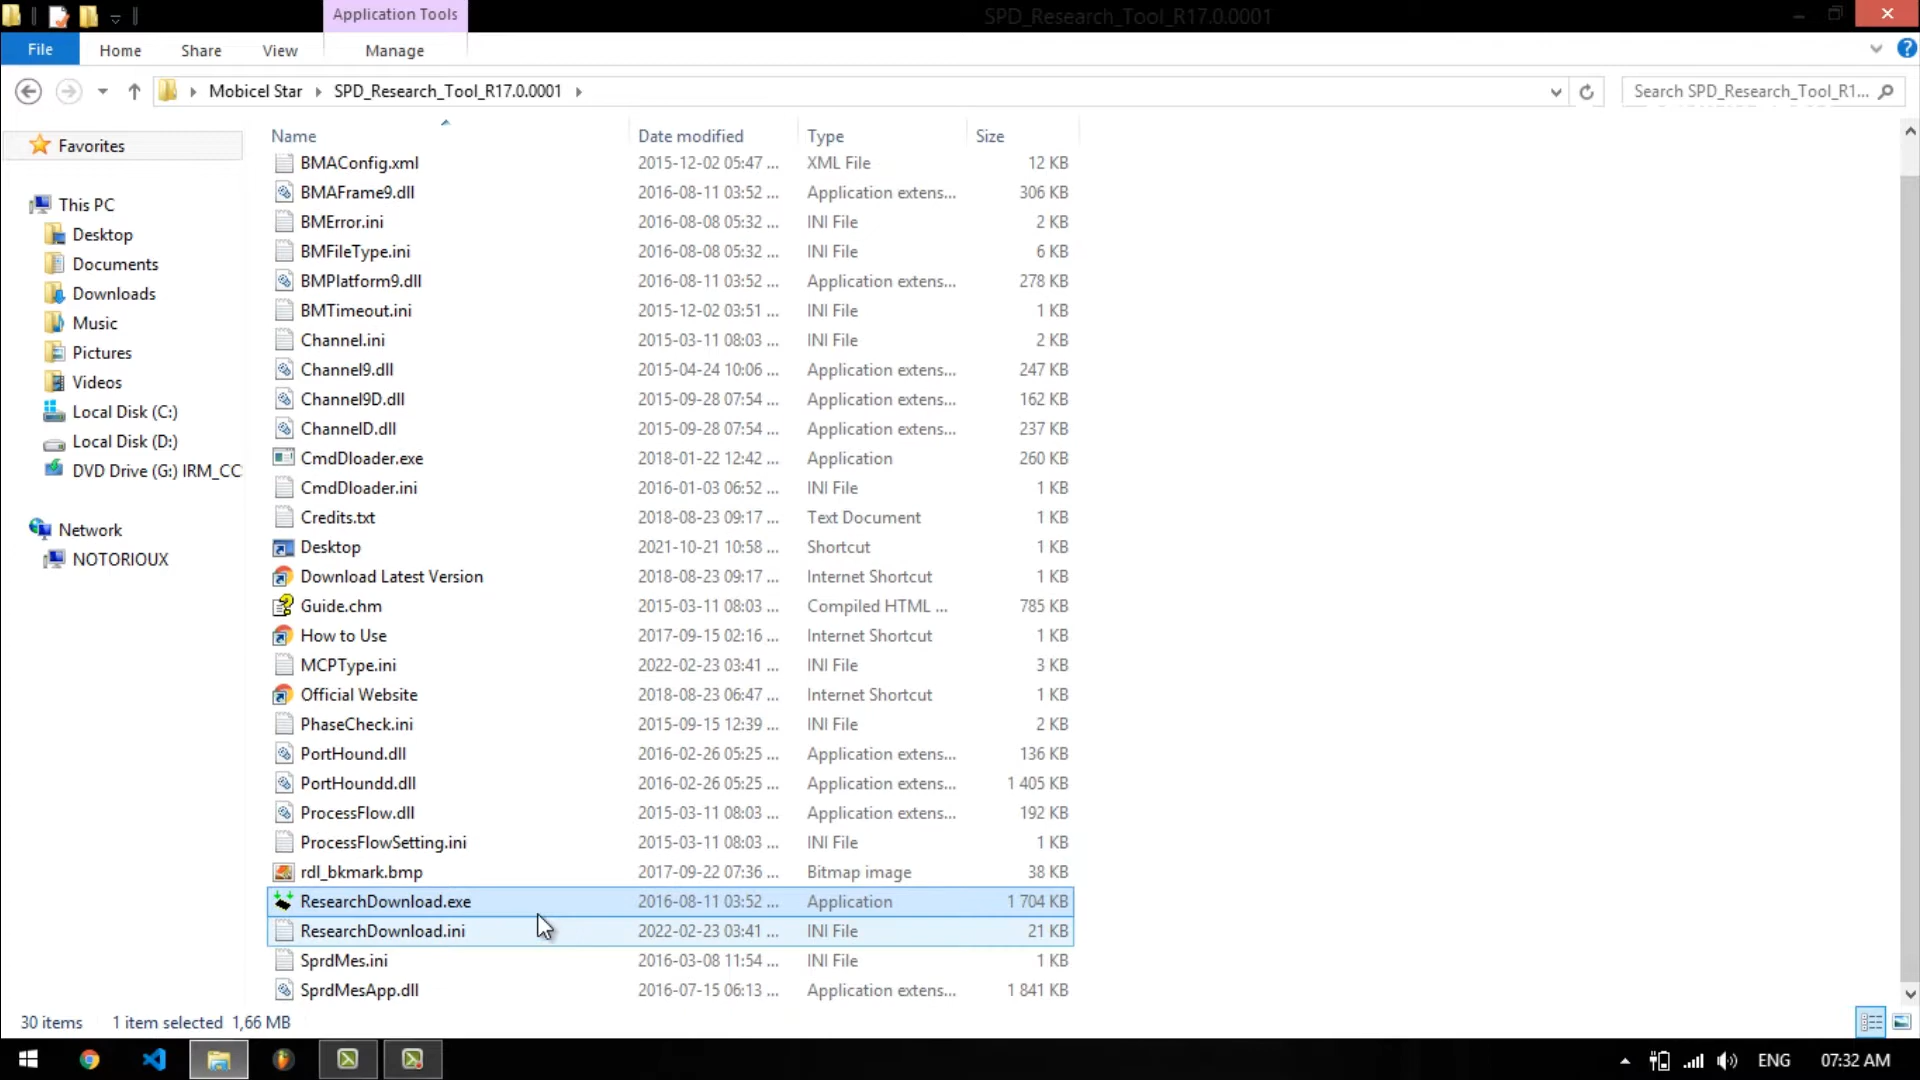 Application Tools
SPD_Research_Tool_R17.0.0001
File Home Share View Manage
Mobicel Star SPD_Research_Tool_R17.0.0001
Search SPD_Research_Tool_R1...
Favorites
This PC
Desktop
Documents
Downloads
Music
Pictures
Videos
Local Disk (C:)
Local Disk (D:)
DVD Drive (G:) IRM_CC
Network
NOTORIOUX
Name Date modified Type Size
BMAConfig.xml 2015-12-02 05:47 ... XML File 12 KB
BMAFrame9.dll 2016-08-11 03:52 ... Application extens... 306 KB
BMError.ini 2016-08-08 05:32 ... INI File 2 KB
BMFileType.ini 2016-08-08 05:32 ... INI File 6 KB
BMPlatform9.dll 2016-08-11 03:52 ... Application extens... 278 KB
BMTimeout.ini 2015-12-02 03:51 ... INI File 1 KB
Channel.ini 2015-03-11 08:03 ... INI File 2 KB
Channel9.dll 2015-04-24 10:06 ... Application extens... 247 KB
Channel9D.dll 2015-09-28 07:54 ... Application extens... 162 KB
ChannelD.dll 2015-09-28 07:54 ... Application extens... 237 KB
CmdDloader.exe 2018-01-22 12:42 ... Application 260 KB
CmdDloader.ini 2016-01-03 06:52 ... INI File 1 KB
Credits.txt 2018-08-23 09:17 ... Text Document 1 KB
Desktop 2021-10-21 10:58 ... Shortcut 1 KB
Download Latest Version 2018-08-23 09:17 ... Internet Shortcut 1 KB
Guide.chm 2015-03-11 08:03 ... Compiled HTML ... 785 KB
How to Use 2017-09-15 02:16 ... Internet Shortcut 1 KB
MCPType.ini 2022-02-23 03:41 ... INI File 3 KB
Official Website 2018-08-23 06:47 ... Internet Shortcut 1 KB
PhaseCheck.ini 2015-09-15 12:39 ... INI File 2 KB
PortHound.dll 2016-02-26 05:25 ... Application extens... 136 KB
PortHoundd.dll 2016-02-26 05:25 ... Application extens... 1 405 KB
ProcessFlow.dll 2015-03-11 08:03 ... Application extens... 192 KB
ProcessFlowSetting.ini 2015-03-11 08:03 ... INI File 1 KB
rdl_bkmark.bmp 2017-09-22 07:36 ... Bitmap image 38 KB
ResearchDownload.exe 2016-08-11 03:52 ... Application 1 704 KB
ResearchDownload.ini 2022-02-23 03:41 ... INI File 21 KB
SprdMes.ini 2016-03-08 11:54 ... INI File 1 KB
SprdMesApp.dll 2016-07-15 06:13 ... Application extens... 1 841 KB
30 items 1 item selected 1,66 MB
ENG 07:32 AM